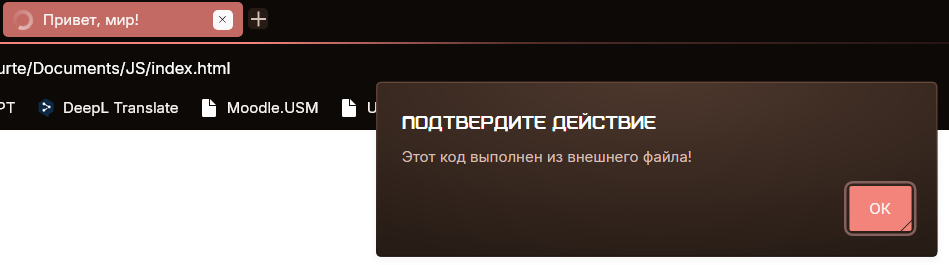 Привет, мир!
urte/Documents/JS/index.html
PT DeepL Translate Moodle.USM U
ПОДТВЕРДИТЕ ДЕЙСТВИЕ
Этот код выполнен из внешнего файла!
OK